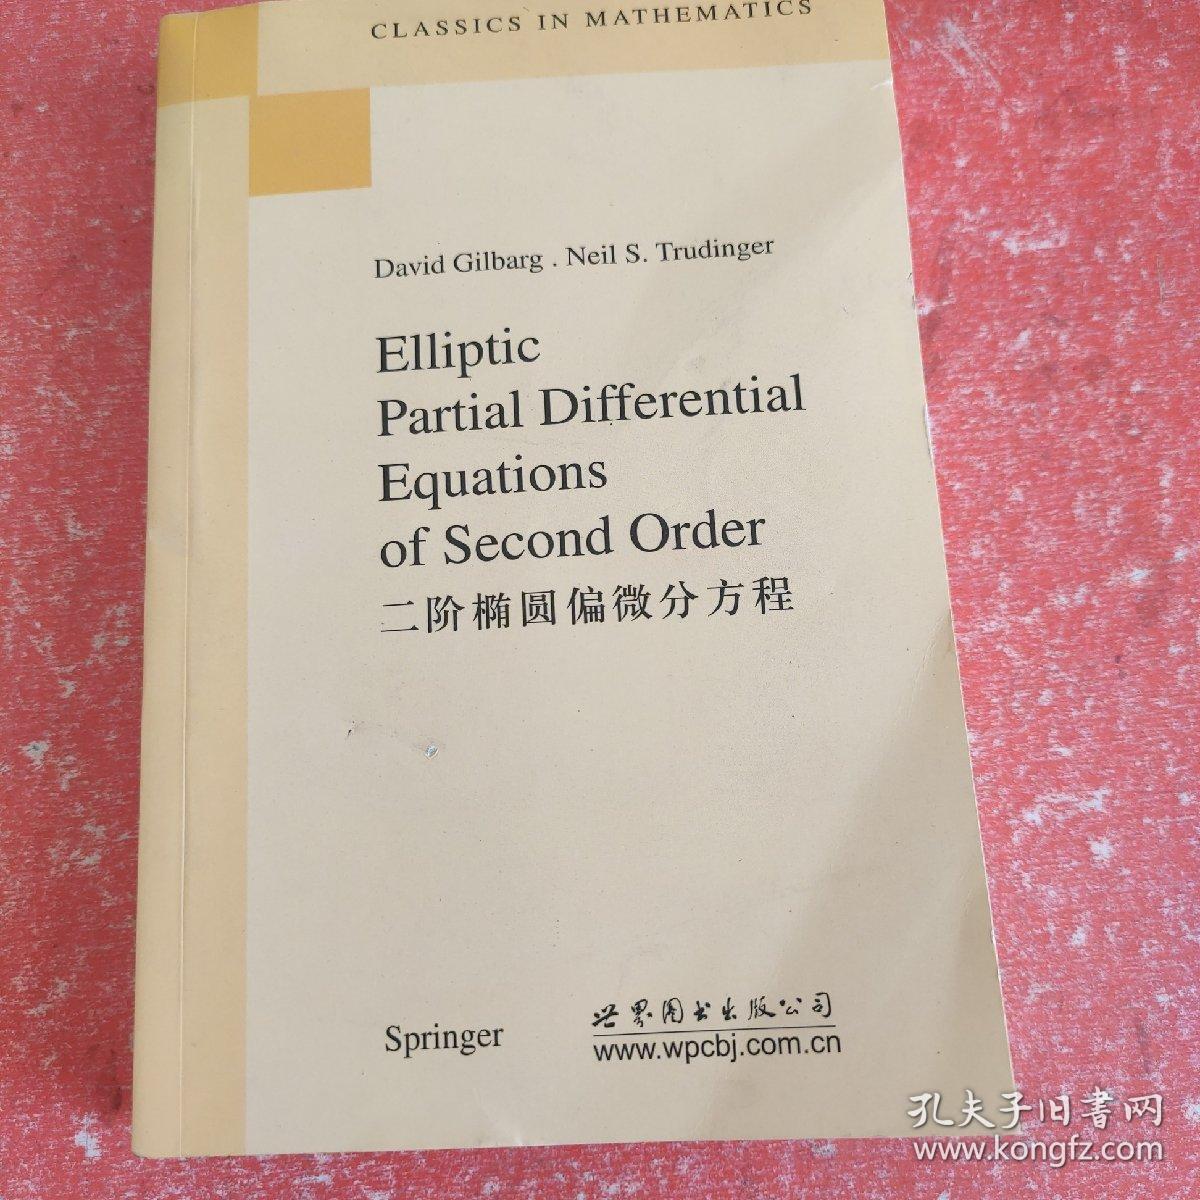 CLASSICS IN MATHEMATICS
David Gilbarg . Neil S. Trudinger
Elliptic
Partial Differential
Equations
of Second Order
二阶椭圆偏微分方程
Springer
世界图书出版公司
www.wpcbj.com.cn
孔夫子旧書网
www.kongfz.com